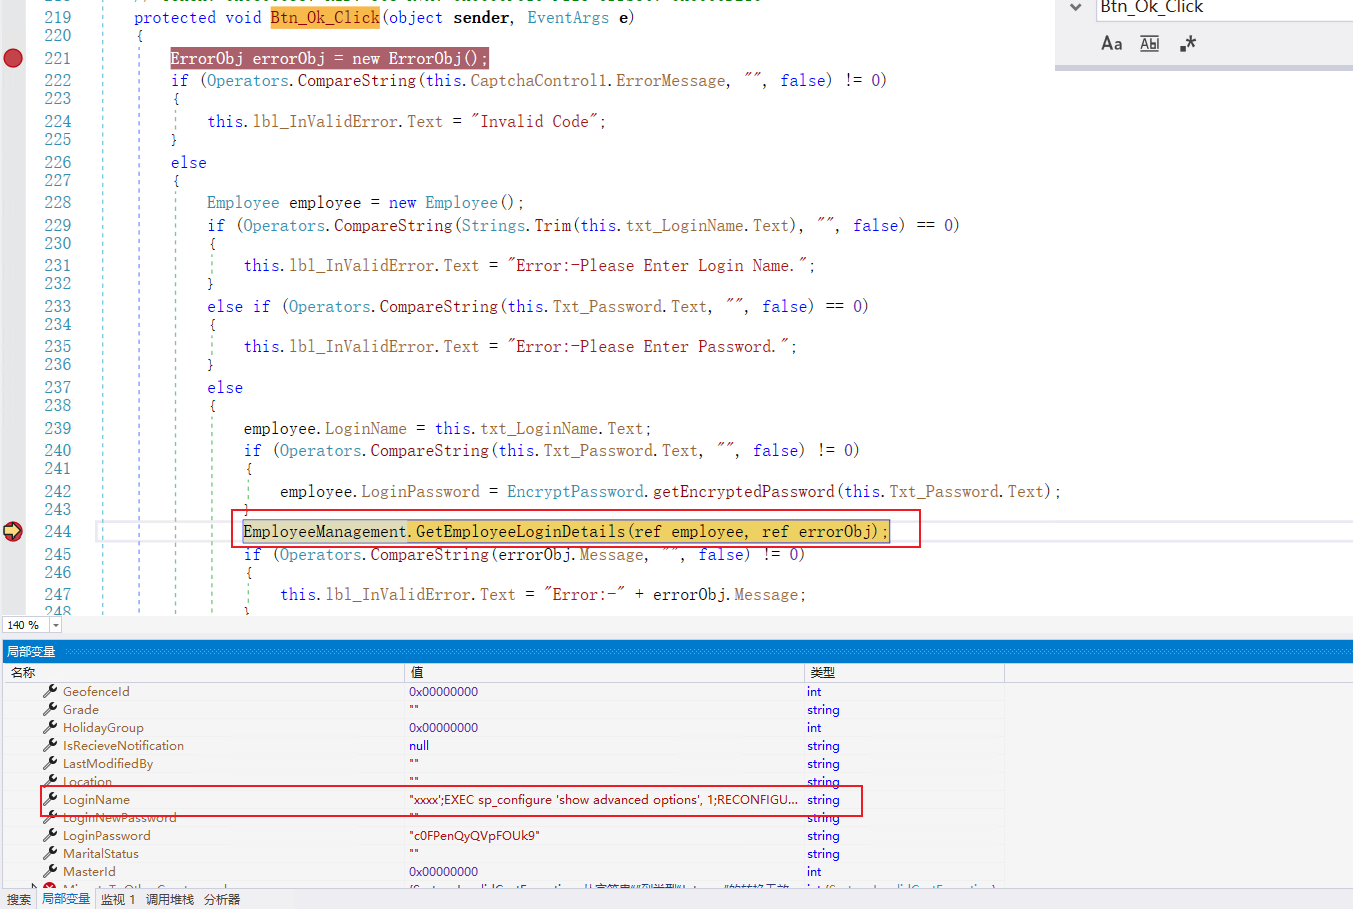 219 protected void Btn_Ok_Click(object sender, EventArgs e)
220 {
221 ErrorObj errorObj = new ErrorObj();
222 if (Operators.CompareString(this.CaptchaControl1.ErrorMessage, "", false) != 0)
223 {
224 this.lbl_InValidError.Text = "Invalid Code";
225 }
226 else
227 {
228 Employee employee = new Employee();
229 if (Operators.CompareString(Strings.Trim(this.txt_LoginName.Text), "", false) == 0)
230 {
231 this.lbl_InValidError.Text = "Error:-Please Enter Login Name.";
232 }
233 else if (Operators.CompareString(this.Txt_Password.Text, "", false) == 0)
234 {
235 this.lbl_InValidError.Text = "Error:-Please Enter Password.";
236 }
237 else
238 {
239 employee.LoginName = this.txt_LoginName.Text;
240 if (Operators.CompareString(this.Txt_Password.Text, "", false) != 0)
241 {
242 employee.LoginPassword = EncryptPassword.getEncryptedPassword(this.Txt_Password.Text);
243 }
244 EmployeeManagement.GetEmployeeLoginDetails(ref employee, ref errorObj);
245 if (Operators.CompareString(errorObj.Message, "", false) != 0)
246 {
247 this.lbl_InValidError.Text = "Error:-" + errorObj.Message;
248 }
Btn_Ok_Click
Aa Abl .*
140 %
局部变量
名称 值 类型
GeofenceId 0x00000000 int
Grade "" string
HolidayGroup 0x00000000 int
IsRecieveNotification null string
LastModifiedBy "" string
Location "" string
LoginName "xxxx';EXEC sp_configure 'show advanced options', 1;RECONFIGU... string
LoginNewPassword "" string
LoginPassword "c0FPenQyQVpFOUk9" string
MaritalStatus "" string
MasterId 0x00000000 int
搜索 局部变量 监视 1 调用堆栈 分析器